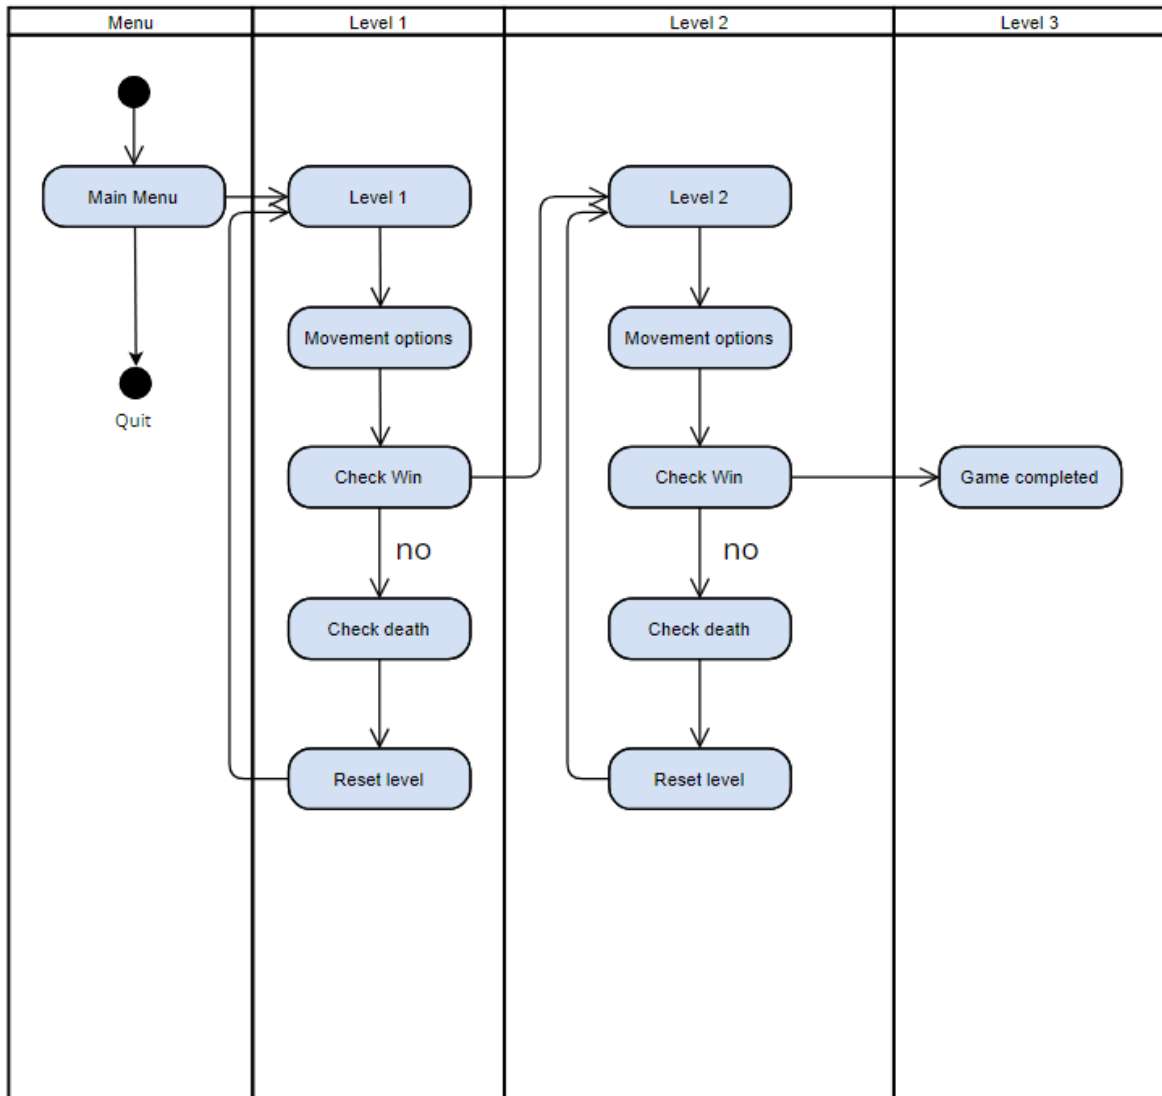 Menu
Level 1
Level 2
Level 3
Main Menu
Level 1
Level 2
Movement options
Movement options
Quit
Check Win
Check Win
Game completed
no
no
Check death
Check death
Reset level
Reset level